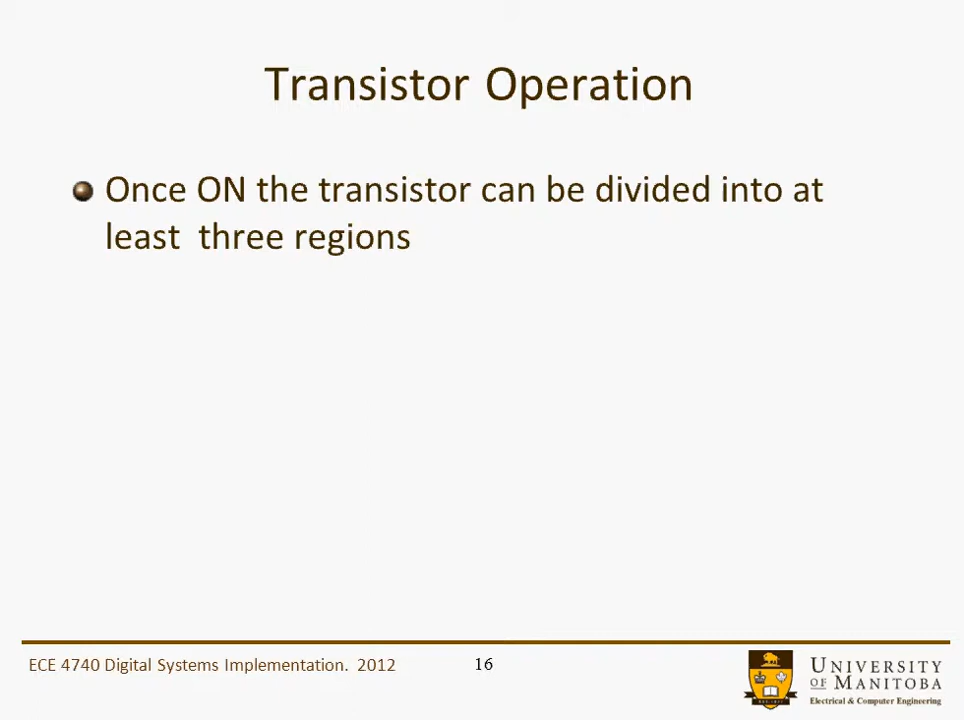 Transistor Operation
Once ON the transistor can be divided into at
least three regions
ECE 4740 Digital Systems Implementation. 2012
16
UNIVERSITY
OF MANITOBA
Electrical & Computer Engineering